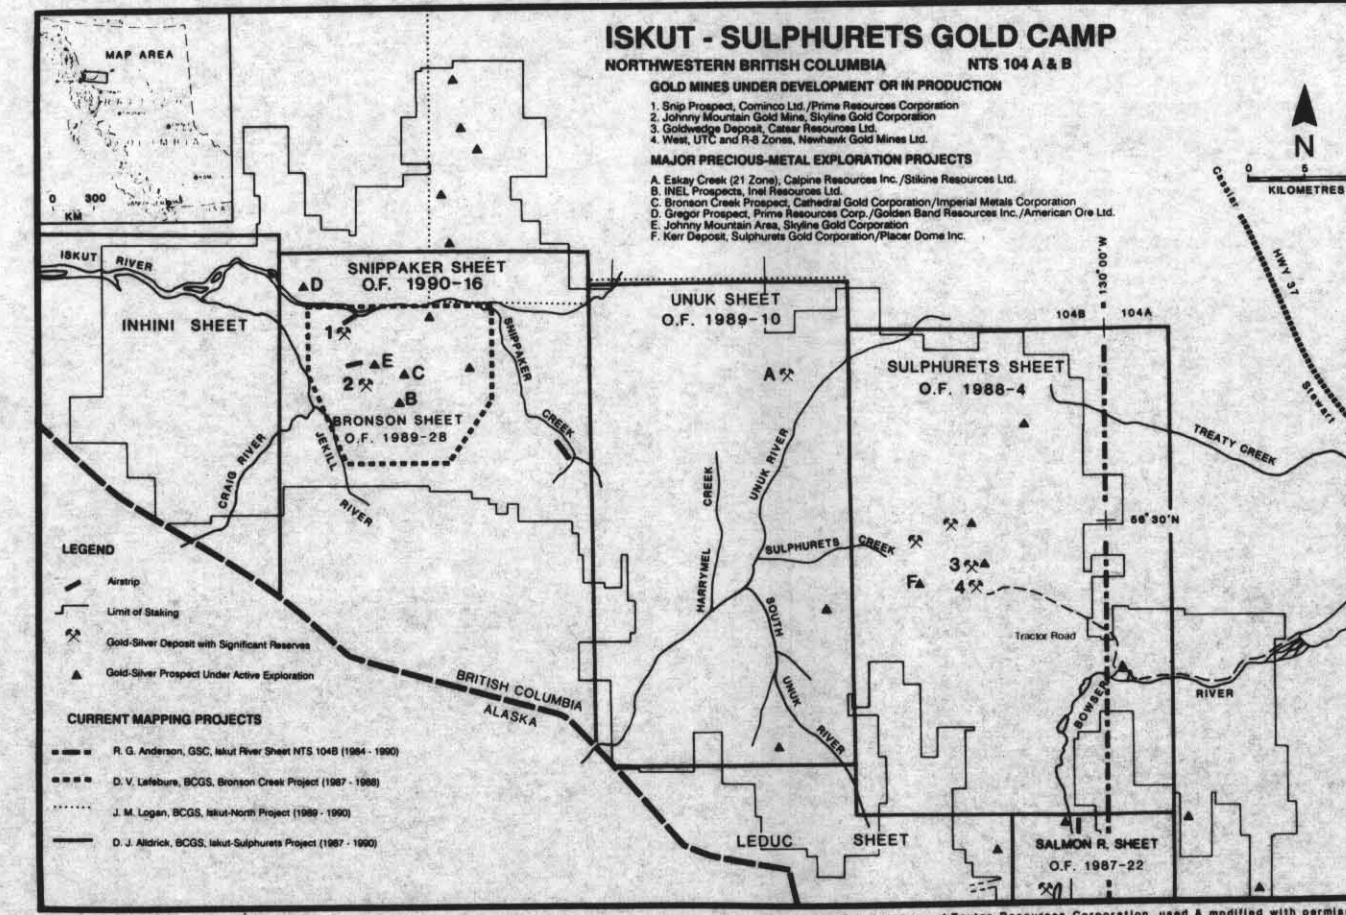 MAP AREA
0 300
KM
ISKUT - SULPHURETS GOLD CAMP
NORTHWESTERN BRITISH COLUMBIA NTS 104 A & B
GOLD MINES UNDER DEVELOPMENT OR IN PRODUCTION
1. Snip Prospect, Cominco Ltd./Prime Resources Corporation
2. Johnny Mountain Gold Mine, Skyline Gold Corporation
3. Goldwedge Deposit, Catear Resources Ltd.
4. West, UTC and R-8 Zones, Newhawk Gold Mines Ltd.
MAJOR PRECIOUS-METAL EXPLORATION PROJECTS
A. Eskay Creek (21 Zone), Calpine Resources Inc./Stikine Resources Ltd.
B. INEL Prospects, Inel Resources Ltd.
C. Bronson Creek Prospect, Cathedral Gold Corporation/Imperial Metals Corporation
D. Gregor Prospect, Prime Resources Corp./Golden Band Resources Inc./American Ore Ltd.
E. Johnny Mountain Area, Skyline Gold Corporation
F. Kerr Deposit, Sulphurets Gold Corporation/Placer Dome Inc.
N
0 5
KILOMETRES
Cassiar
HWY 37
Stewart
ISKUT RIVER
D
SNIPPAKER SHEET
O.F. 1990-16
INHINI SHEET
UNUK SHEET
O.F. 1989-10
130°00'W
104B 104A
1
SNIPPAKER
E
C
2
B
A
SULPHURETS SHEET
O.F. 1988-4
BRONSON SHEET
O.F. 1989-28
CREEK
CRAIG RIVER
JEKILL
RIVER
HARRYMEL CREEK
UNUK RIVER
TREATY CREEK
56°30'N
SULPHURETS CREEK
3
F
4
SOUTH
UNUK
RIVER
Tractor Road
BOWSER
RIVER
LEGEND
Airstrip
Limit of Staking
Gold-Silver Deposit with Significant Reserves
Gold-Silver Prospect Under Active Exploration
BRITISH COLUMBIA
ALASKA
CURRENT MAPPING PROJECTS
R. G. Anderson, GSC, Iskut River Sheet NTS 104B (1984 - 1990)
D. V. Lefebure, BCGS, Bronson Creek Project (1987 - 1988)
J. M. Logan, BCGS, Iskut-North Project (1989 - 1990)
D. J. Alldrick, BCGS, Iskut-Sulphurets Project (1987 - 1990)
LEDUC SHEET
SALMON R. SHEET
O.F. 1987-22
Resources Corporation, used & modified with